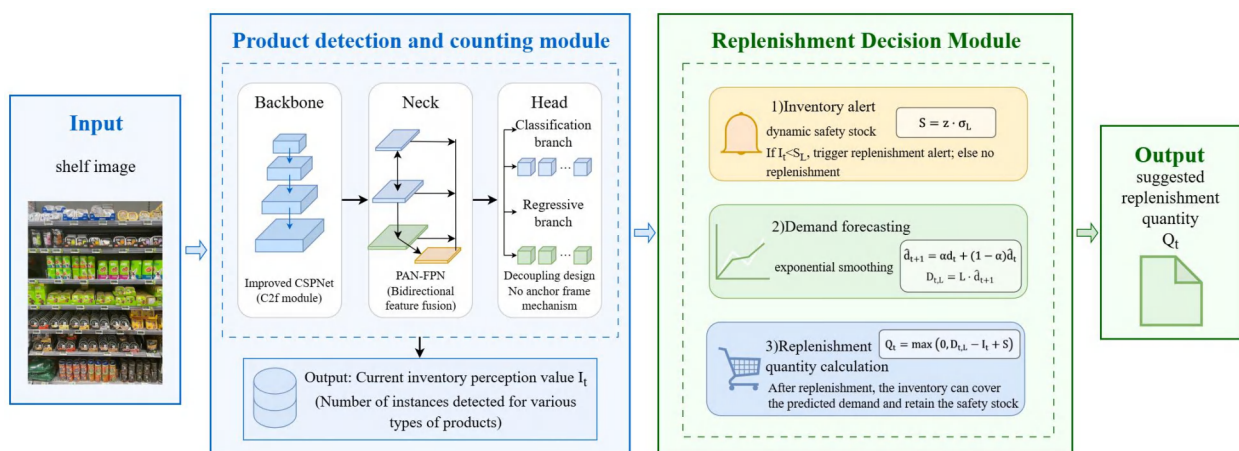 Input
shelf image
Product detection and counting module
Backbone
Improved CSPNet
(C2f module)
Neck
PAN-FPN
(Bidirectional
feature fusion)
Head
Classification
branch
...
Regressive
branch
...
Decoupling design
No anchor frame
mechanism
Output: Current inventory perception value I_t
(Number of instances detected for various
types of products)
Replenishment Decision Module
1)Inventory alert
dynamic safety stock
S = z · σ_L
If I_t<S_L, trigger replenishment alert; else no
replenishment
2)Demand forecasting
exponential smoothing
d̂_{t+1} = αd_t + (1 − α)d̂_t
D_{t,L} = L · d̂_{t+1}
3)Replenishment
quantity calculation
Q_t = max (0, D_{t,L} − I_t + S)
After replenishment, the inventory can cover
the predicted demand and retain the safety stock
Output
suggested
replenishment
quantity
Q_t